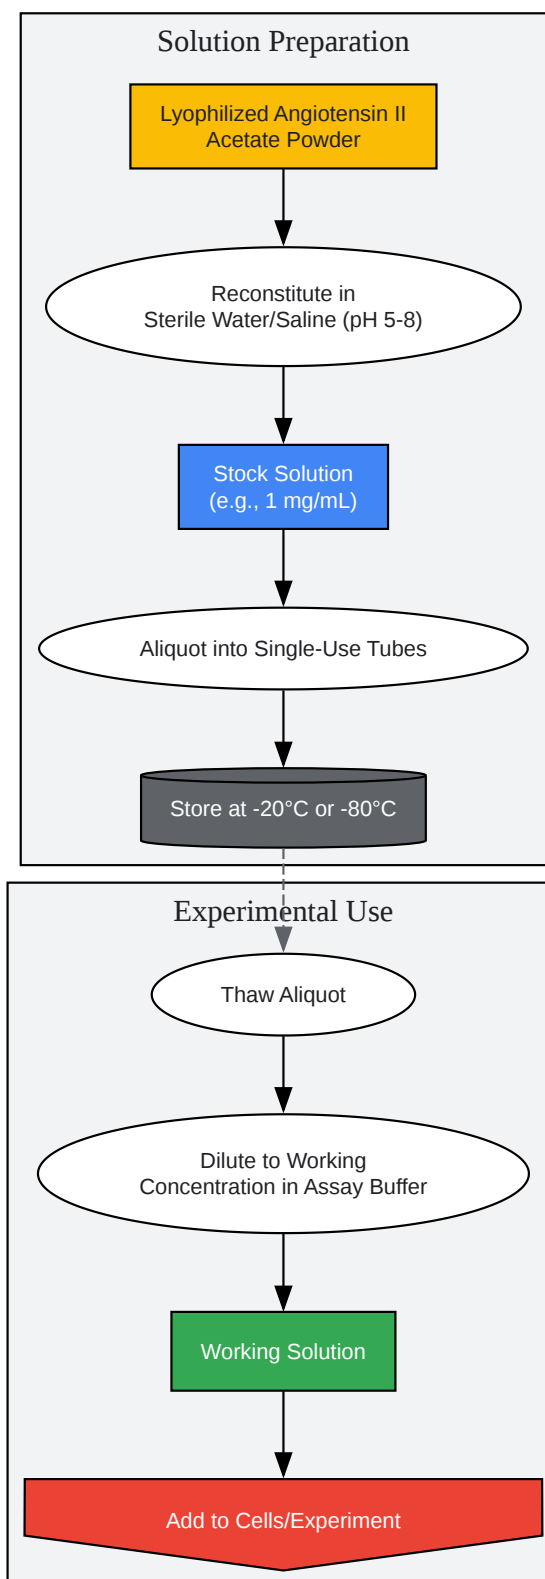 Solution Preparation
Lyophilized Angiotensin II
Acetate Powder
Reconstitute in
Sterile Water/Saline (pH 5-8)
Stock Solution
(e.g., 1 mg/mL)
Aliquot into Single-Use Tubes
Store at -20°C or -80°C
Experimental Use
Thaw Aliquot
Dilute to Working
Concentration in Assay Buffer
Working Solution
Add to Cells/Experiment